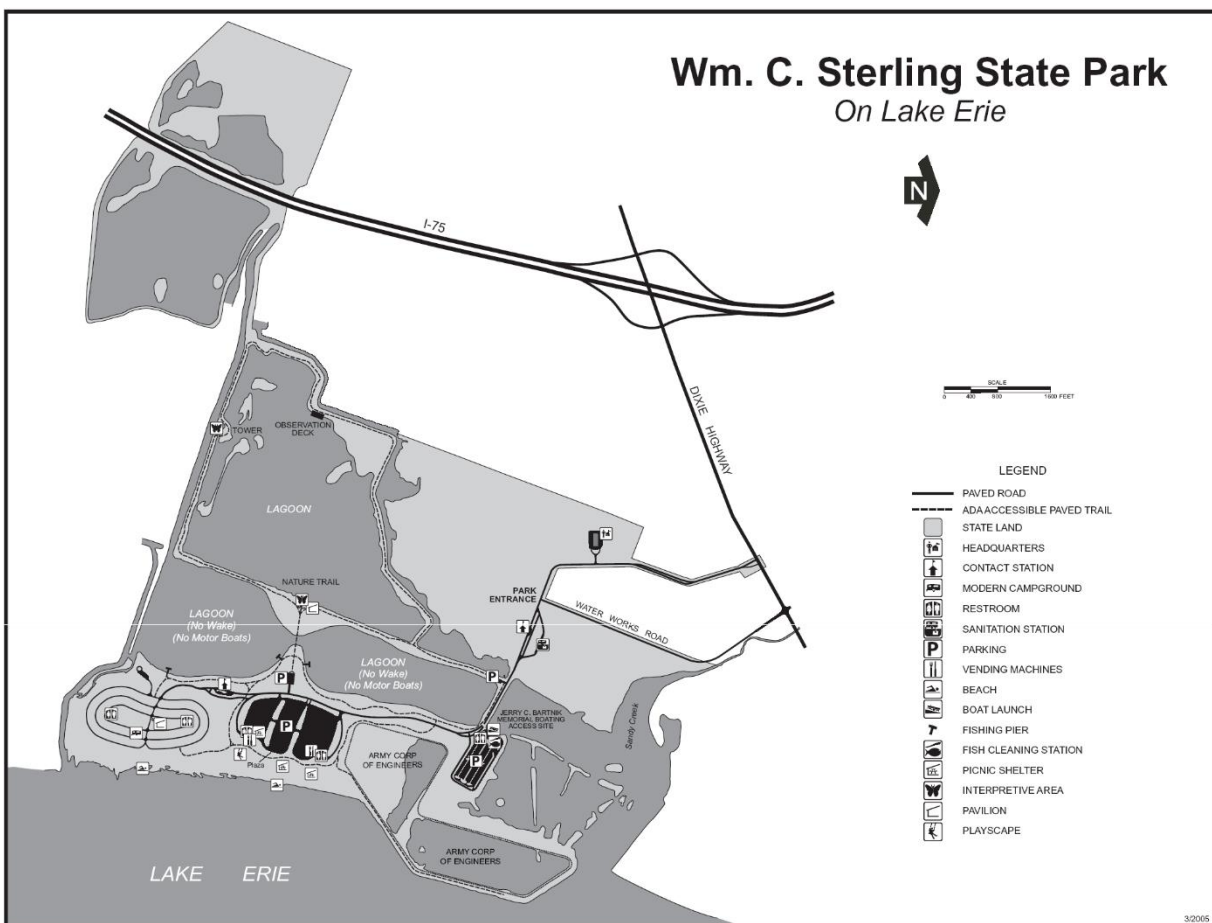 Wm. C. Sterling State Park
On Lake Erie
N
I-75
DIXIE HIGHWAY
SCALE
0 400 800 1600 FEET
TOWER
OBSERVATION
DECK
LAGOON
NATURE TRAIL
LAGOON
(No Wake)
(No Motor Boats)
LAGOON
(No Wake)
(No Motor Boats)
PARK
ENTRANCE
WATER WORKS ROAD
P
P
P
P
JERRY C. BARTNIK
MEMORIAL BOATING
ACCESS SITE
Sandy Creek
Plaza
ARMY CORP
OF ENGINEERS
ARMY CORP
OF ENGINEERS
LAKE ERIE
LEGEND
PAVED ROAD
ADA ACCESSIBLE PAVED TRAIL
STATE LAND
HEADQUARTERS
CONTACT STATION
MODERN CAMPGROUND
RESTROOM
SANITATION STATION
P PARKING
VENDING MACHINES
BEACH
BOAT LAUNCH
FISHING PIER
FISH CLEANING STATION
PICNIC SHELTER
INTERPRETIVE AREA
PAVILION
PLAYSCAPE
3/2005